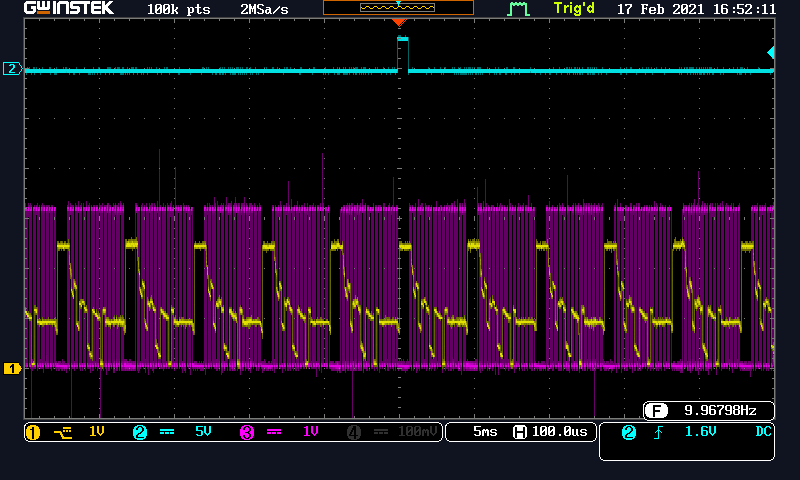 GWINSTEK 100k pts 2MSa/s Trig'd 17 Feb 2021 16:52:11
2
1
F 9.96798Hz
1 1V 2 5V 3 1V 4 100mV 5ms H 100.0us 2 1.6V DC